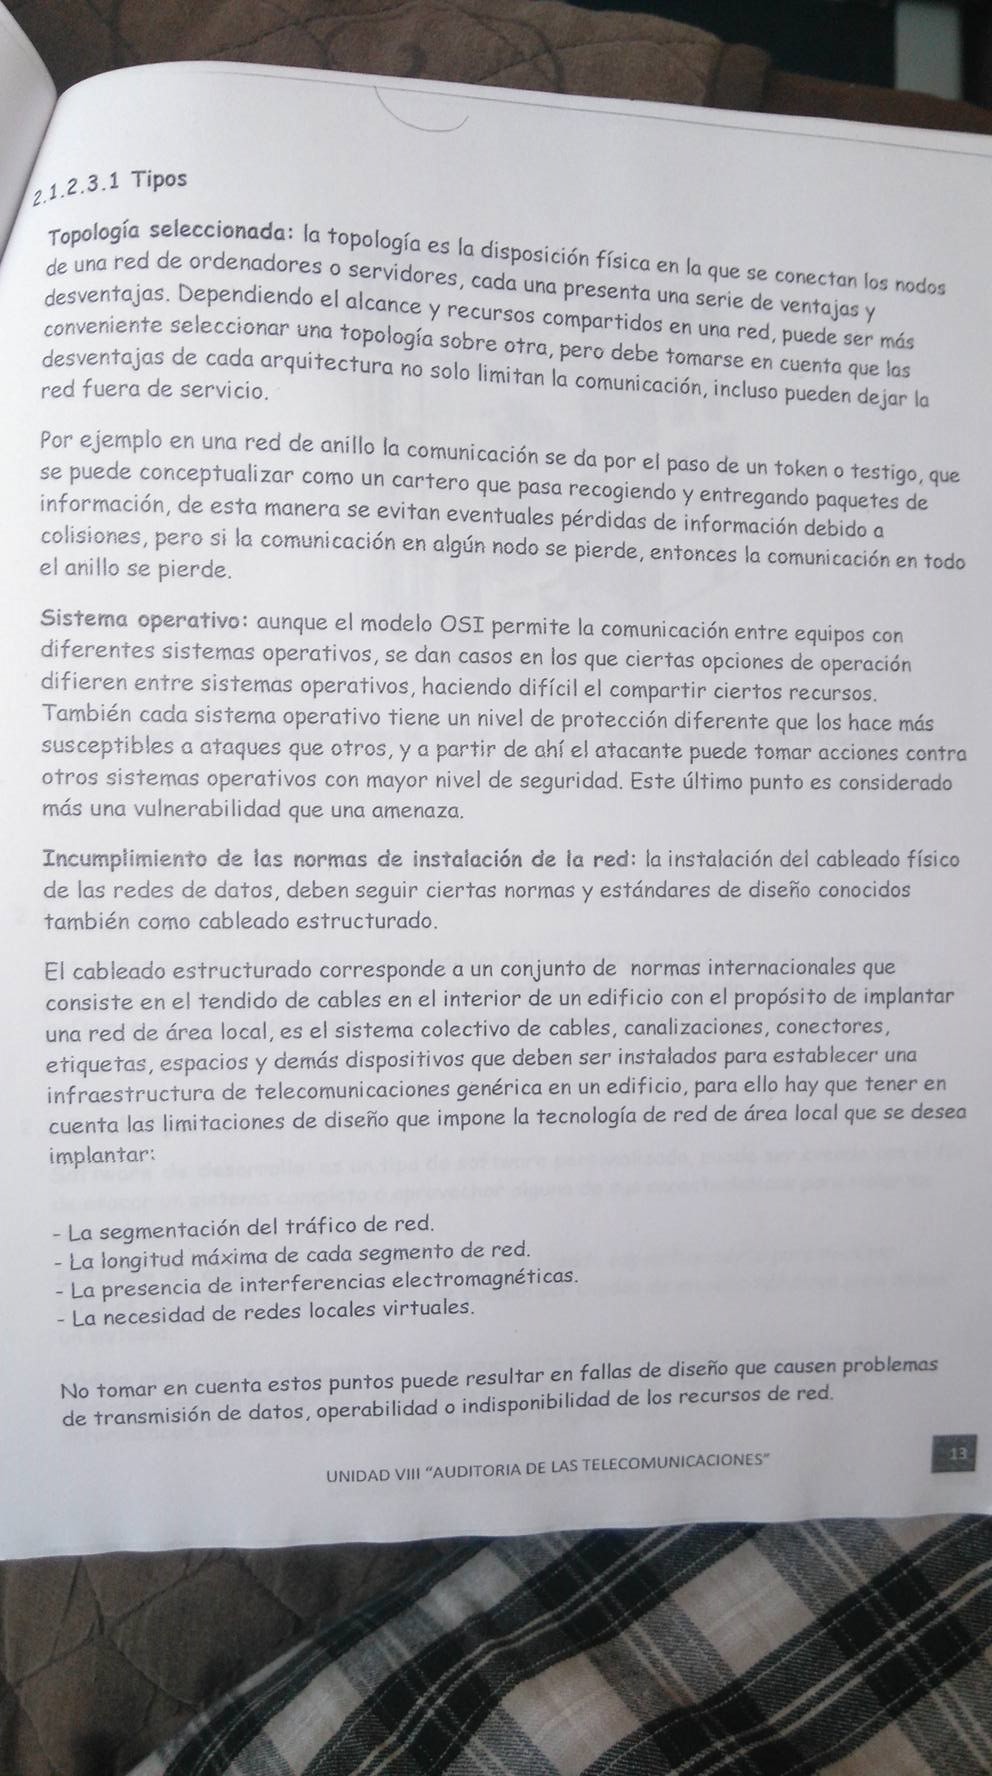 2.1.2.3.1 Tipos
Topología seleccionada: la topología es la disposición física en la que se conectan los nodos
de una red de ordenadores o servidores, cada una presenta una serie de ventajas y
desventajas. Dependiendo el alcance y recursos compartidos en una red, puede ser más
conveniente seleccionar una topología sobre otra, pero debe tomarse en cuenta que las
desventajas de cada arquitectura no solo limitan la comunicación, incluso pueden dejar la
red fuera de servicio.
Por ejemplo en una red de anillo la comunicación se da por el paso de un token o testigo, que
se puede conceptualizar como un cartero que pasa recogiendo y entregando paquetes de
información, de esta manera se evitan eventuales pérdidas de información debido a
colisiones, pero si la comunicación en algún nodo se pierde, entonces la comunicación en todo
el anillo se pierde.
Sistema operativo: aunque el modelo OSI permite la comunicación entre equipos con
diferentes sistemas operativos, se dan casos en los que ciertas opciones de operación
difieren entre sistemas operativos, haciendo difícil el compartir ciertos recursos.
También cada sistema operativo tiene un nivel de protección diferente que los hace más
susceptibles a ataques que otros, y a partir de ahí el atacante puede tomar acciones contra
otros sistemas operativos con mayor nivel de seguridad. Este último punto es considerado
más una vulnerabilidad que una amenaza.
Incumplimiento de las normas de instalación de la red: la instalación del cableado físico
de las redes de datos, deben seguir ciertas normas y estándares de diseño conocidos
también como cableado estructurado.
El cableado estructurado corresponde a un conjunto de normas internacionales que
consiste en el tendido de cables en el interior de un edificio con el propósito de implantar
una red de área local, es el sistema colectivo de cables, canalizaciones, conectores,
etiquetas, espacios y demás dispositivos que deben ser instalados para establecer una
infraestructura de telecomunicaciones genérica en un edificio, para ello hay que tener en
cuenta las limitaciones de diseño que impone la tecnología de red de área local que se desea
implantar:
- La segmentación del tráfico de red.
- La longitud máxima de cada segmento de red.
- La presencia de interferencias electromagnéticas.
- La necesidad de redes locales virtuales.
No tomar en cuenta estos puntos puede resultar en fallas de diseño que causen problemas
de transmisión de datos, operabilidad o indisponibilidad de los recursos de red.
UNIDAD VIII “AUDITORIA DE LAS TELECOMUNICACIONES”
13